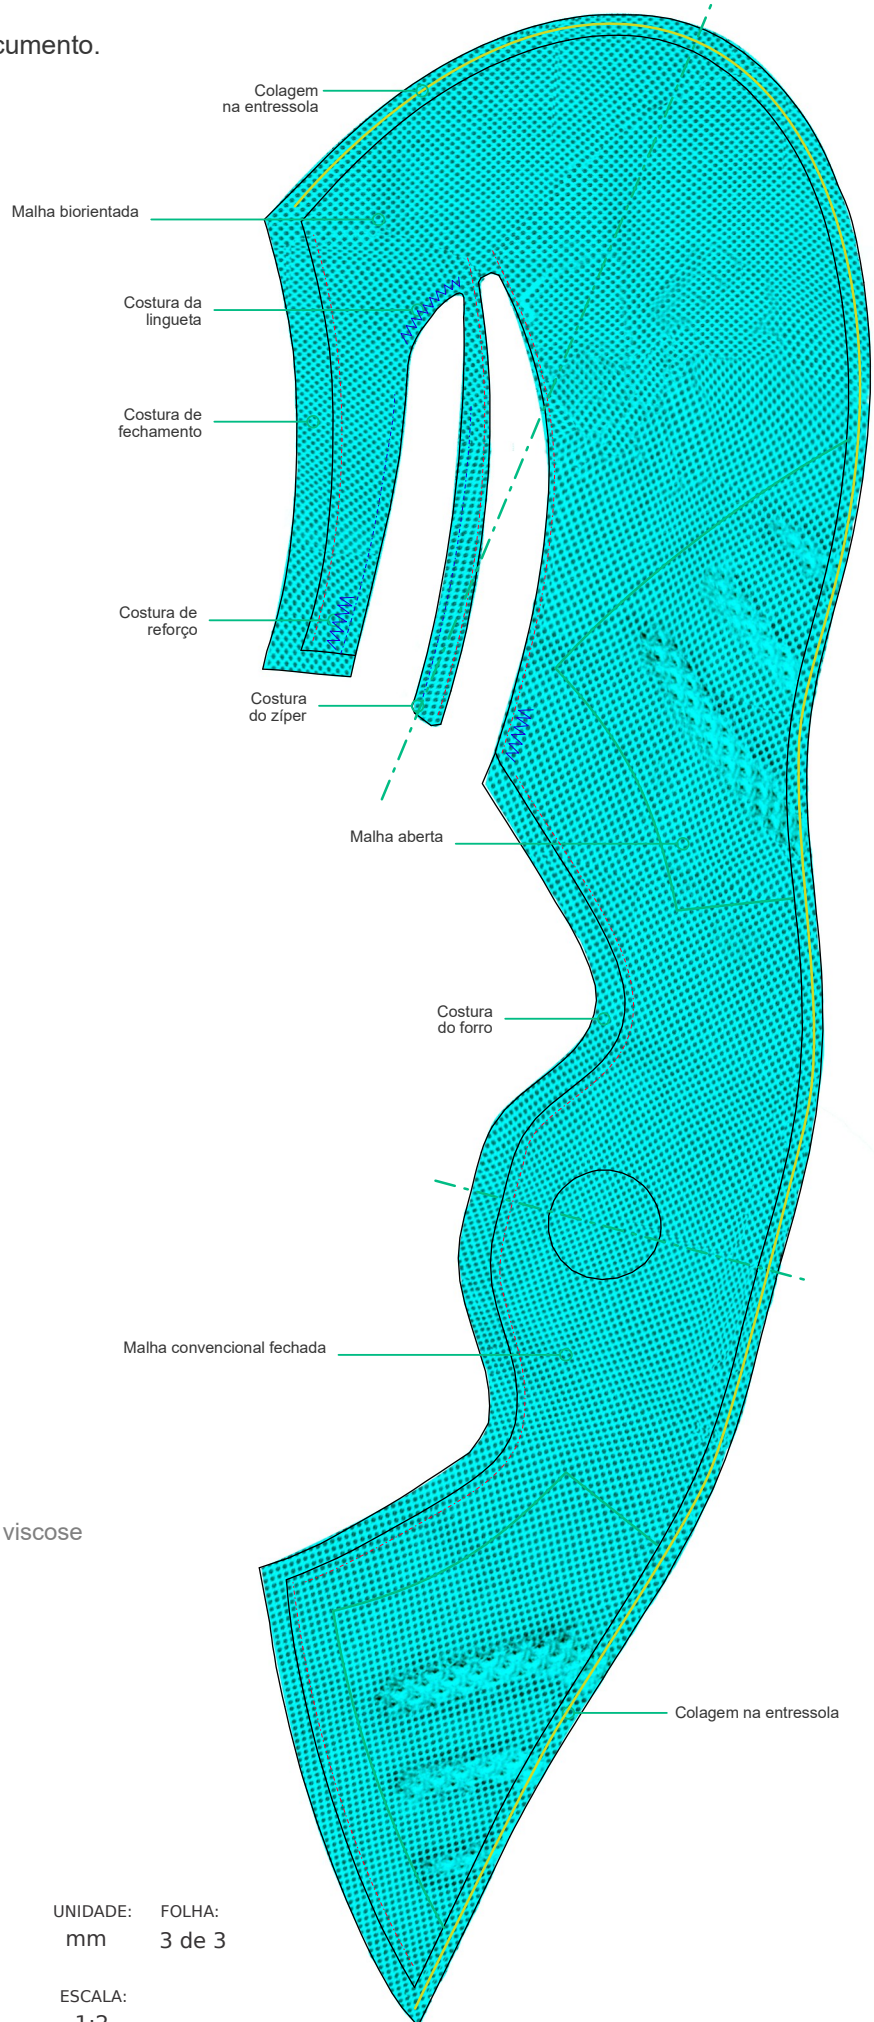 cumento.
Colagem
na entressola
Malha biorientada
Costura da
lingueta
Costura de
fechamento
Costura de
reforço
Costura
do zíper
Malha aberta
Costura
do forro
Malha convencional fechada
viscose
Colagem na entressola
UNIDADE: FOLHA:
mm 3 de 3
ESCALA: